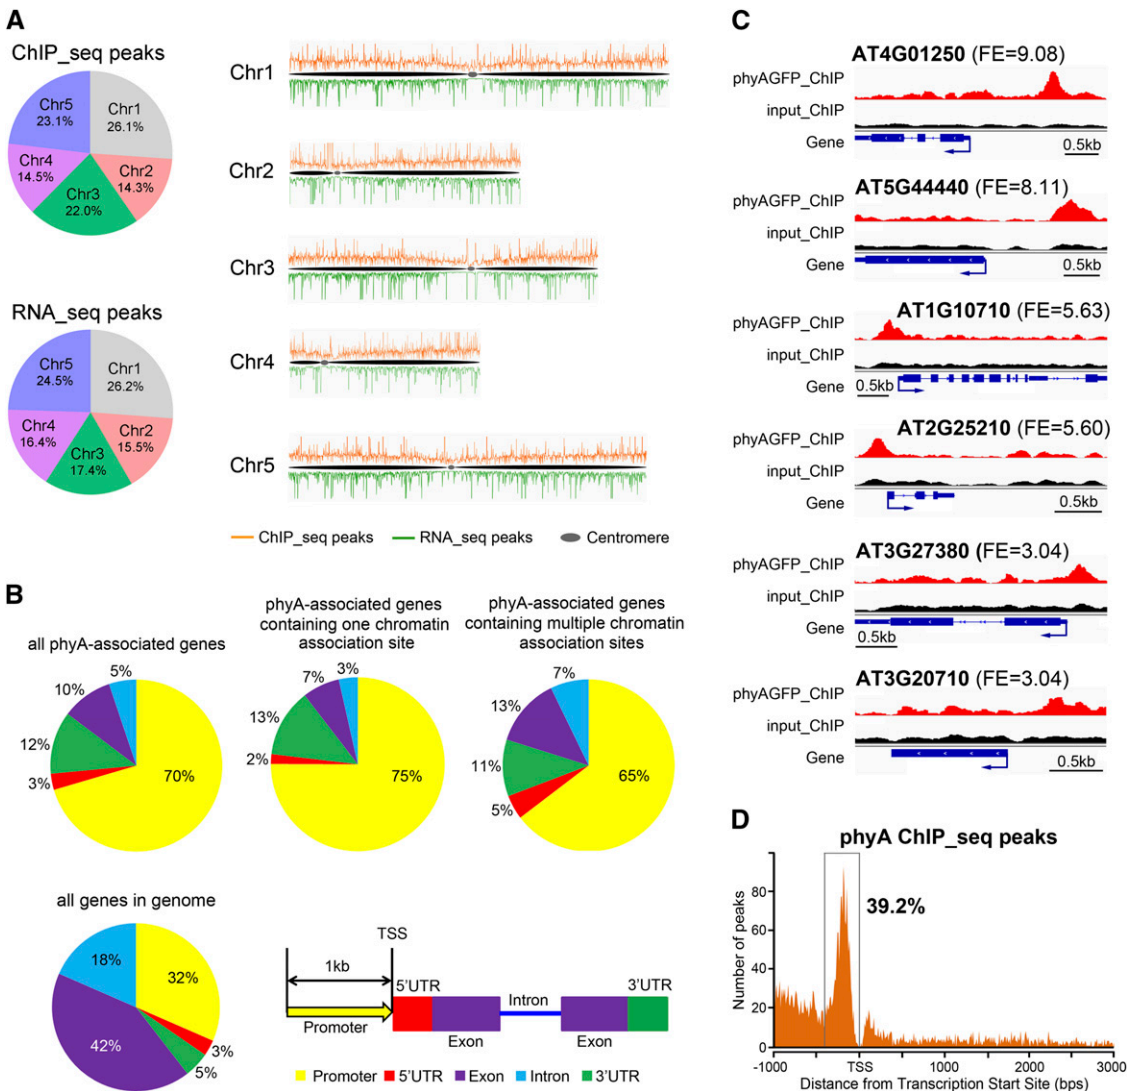 A
ChIP_seq peaks
Chr5
23.1%
Chr1
26.1%
Chr4
14.5%
Chr2
14.3%
Chr3
22.0%
RNA_seq peaks
Chr5
24.5%
Chr1
26.2%
Chr4
16.4%
Chr2
15.5%
Chr3
17.4%
Chr1
Chr2
Chr3
Chr4
Chr5
ChIP_seq peaks
RNA_seq peaks
Centromere
B
all phyA-associated genes
5%
10%
12%
3%
70%
phyA-associated genes
containing one chromatin
association site
3%
7%
13%
2%
75%
phyA-associated genes
containing multiple chromatin
association sites
7%
13%
11%
5%
65%
all genes in genome
18%
32%
42%
3%
5%
TSS
1kb
5'UTR
Intron
3'UTR
Promoter
Exon
Exon
Promoter
5'UTR
Exon
Intron
3'UTR
C
AT4G01250 (FE=9.08)
phyAGFP_ChIP
input_ChIP
Gene
0.5kb
AT5G44440 (FE=8.11)
phyAGFP_ChIP
input_ChIP
Gene
0.5kb
AT1G10710 (FE=5.63)
phyAGFP_ChIP
input_ChIP
Gene
0.5kb
AT2G25210 (FE=5.60)
phyAGFP_ChIP
input_ChIP
Gene
0.5kb
AT3G27380 (FE=3.04)
phyAGFP_ChIP
input_ChIP
Gene
0.5kb
AT3G20710 (FE=3.04)
phyAGFP_ChIP
input_ChIP
Gene
0.5kb
D
phyA ChIP_seq peaks
Number of peaks
80
60
40
20
0
39.2%
-1000
TSS
1000
2000
3000
Distance from Transcription Start Site (bps)